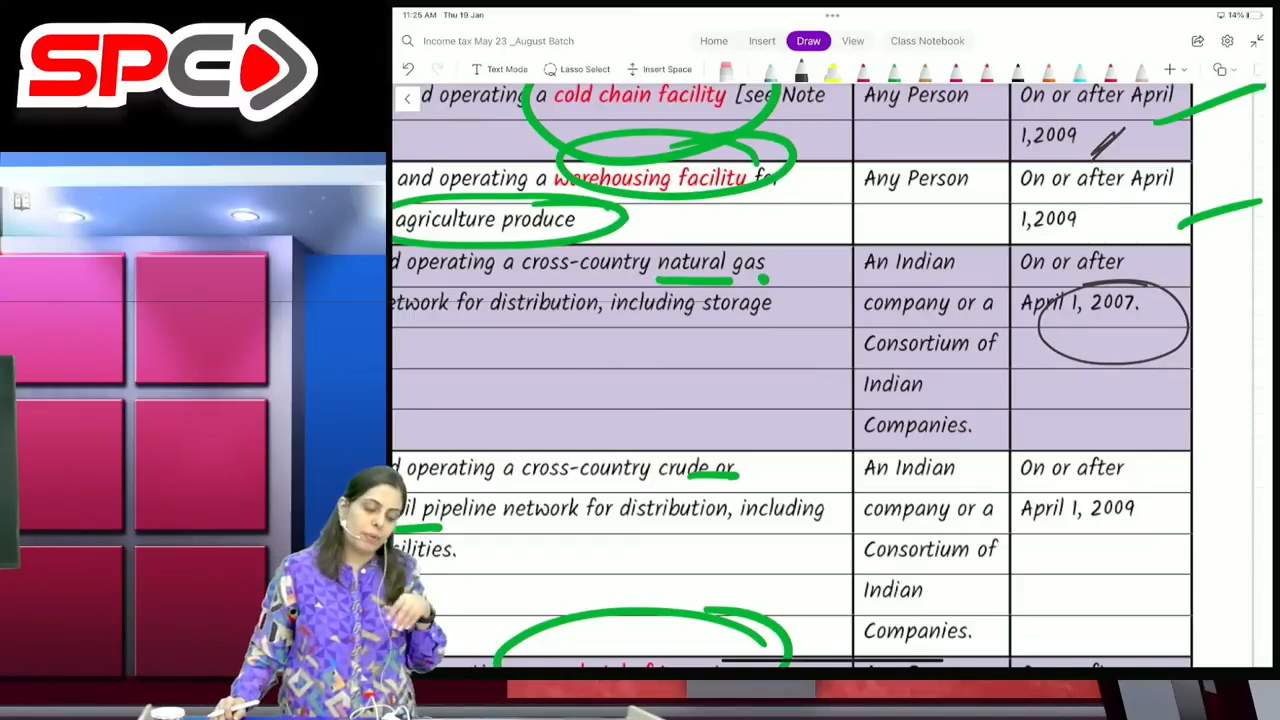 SPC
11:25 AM Thu 19 Jan
14%
Income tax May 23 _August Batch
Home Insert Draw View Class Notebook
Text Mode Lasso Select Insert Space
operating a cold chain facility [see Note Any Person On or after April
1,2009
and operating a warehousing facility for Any Person On or after April
agriculture produce 1,2009
operating a cross-country natural gas An Indian On or after
for distribution, including storage company or a April 1, 2007.
Consortium of
Indian
Companies.
operating a cross-country crude or An Indian On or after
pipeline network for distribution, including company or a April 1, 2009
Consortium of
Indian
Companies.